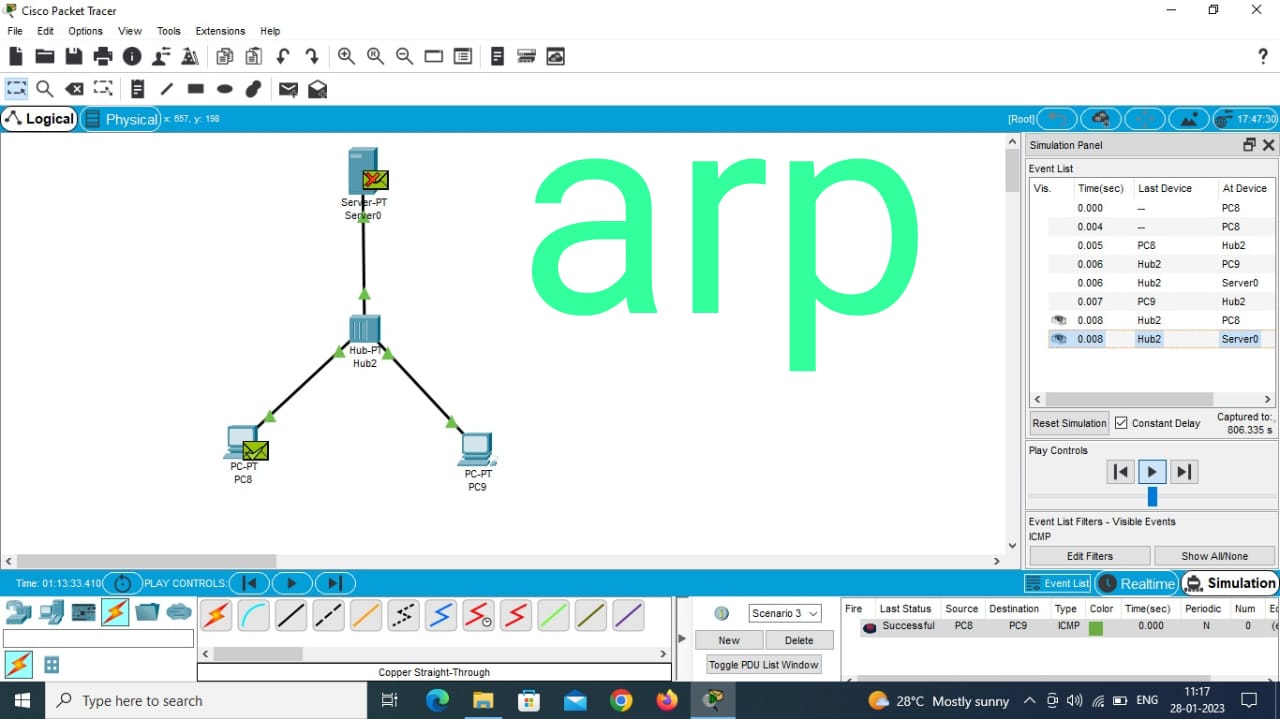 Cisco Packet Tracer
File Edit Options View Tools Extensions Help
Logical Physical x: 657, y: 198 [Root] 17:47:30
arp
Server-PT
Server0
Hub-PT
Hub2
PC-PT
PC8
PC-PT
PC9
Simulation Panel
Event List
Vis. Time(sec) Last Device At Device
0.000 -- PC8
0.004 -- PC8
0.005 PC8 Hub2
0.006 Hub2 PC9
0.006 Hub2 Server0
0.007 PC9 Hub2
0.008 Hub2 PC8
0.008 Hub2 Server0
Reset Simulation Constant Delay Captured to:
806.335 s
Play Controls
Event List Filters - Visible Events
ICMP
Edit Filters Show All/None
Time: 01:13:33.410 PLAY CONTROLS: Event List Realtime Simulation
Copper Straight-Through
Scenario 3
New Delete
Toggle PDU List Window
Fire Last Status Source Destination Type Color Time(sec) Periodic Num
Successful PC8 PC9 ICMP 0.000 N 0
Type here to search
28°C Mostly sunny ENG
11:17
28-01-2023